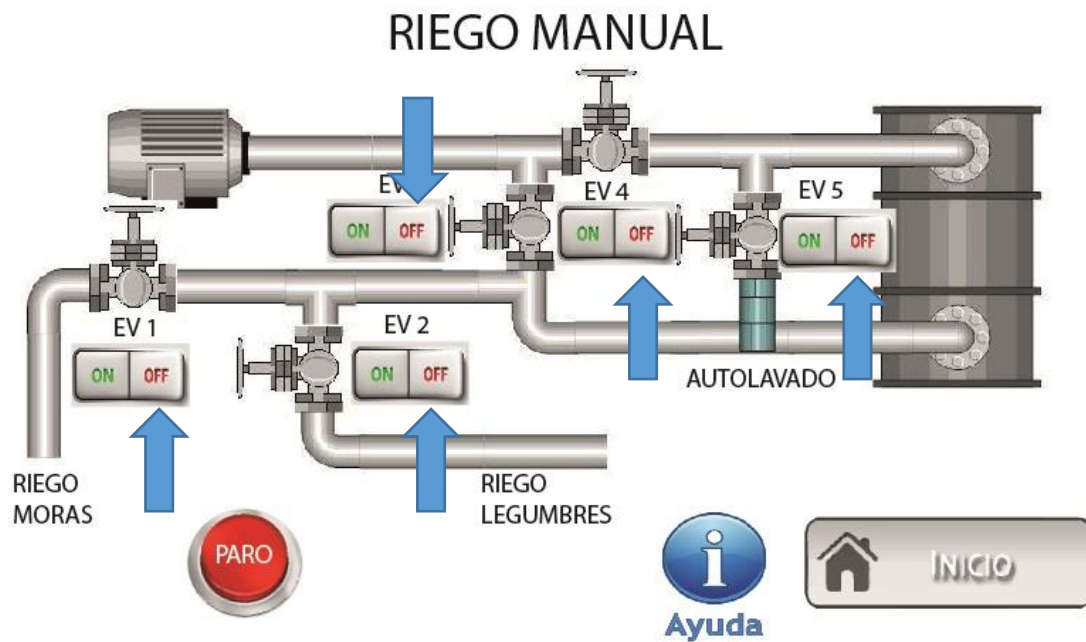 RIEGO MANUAL
EV
EV 4
EV 5
ON OFF
ON OFF
ON OFF
EV 1
EV 2
ON OFF
ON OFF
AUTOLAVADO
RIEGO
MORAS
RIEGO
LEGUMBRES
PARO
i
Ayuda
INICIO